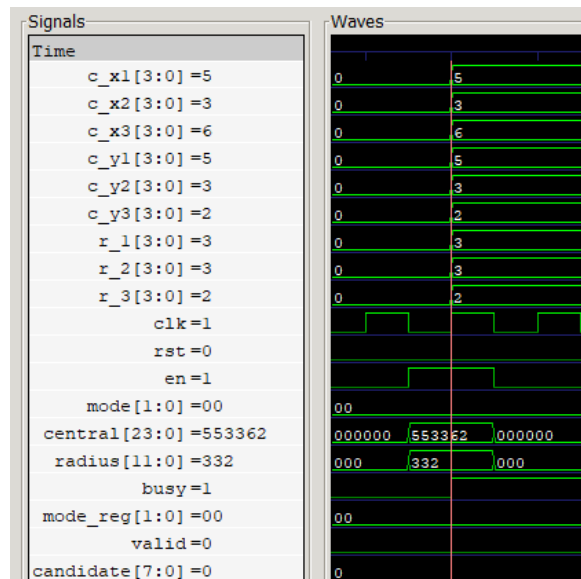 Signals Waves
Time
c_x1[3:0] =5 0 5
c_x2[3:0] =3 0 3
c_x3[3:0] =6 0 6
c_y1[3:0] =5 0 5
c_y2[3:0] =3 0 3
c_y3[3:0] =2 0 2
r_1[3:0] =3 0 3
r_2[3:0] =3 0 3
r_3[3:0] =2 0 2
clk=1
rst=0
en=1
mode[1:0] =00 00
central[23:0] =553362 000000 553362 000000
radius[11:0] =332 000 332 000
busy=1
mode_reg[1:0] =00 00
valid=0
candidate[7:0] =0 0